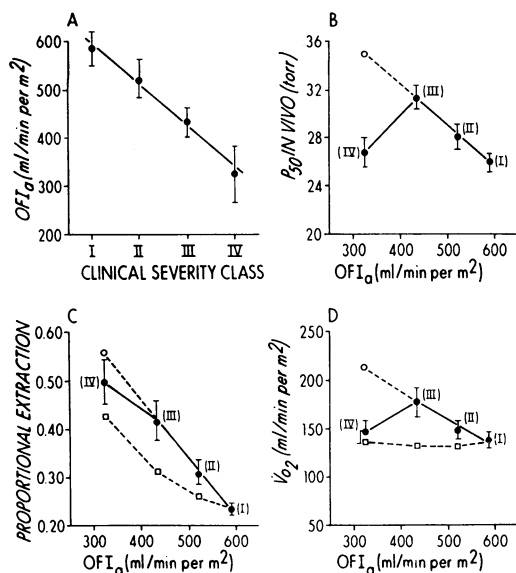 A
OFIa (ml/min per m2)
600
500
400
300
200
I II III IV
CLINICAL SEVERITY CLASS
B
P50 IN VIVO (torr)
36
32
28
24
20
(III)
(II)
(IV)
(I)
300 400 500 600
OFIa (ml/min per m2)
C
PROPORTIONAL EXTRACTION
0.60
0.50
0.40
0.30
0.20
(IV)
(III)
(II)
(I)
300 400 500 600
OFIa (ml/min per m2)
D
V̇O2 (ml/min per m2)
250
200
150
100
50
(III)
(IV)
(II)
(I)
300 400 500 600
OFIa (ml/min per m2)